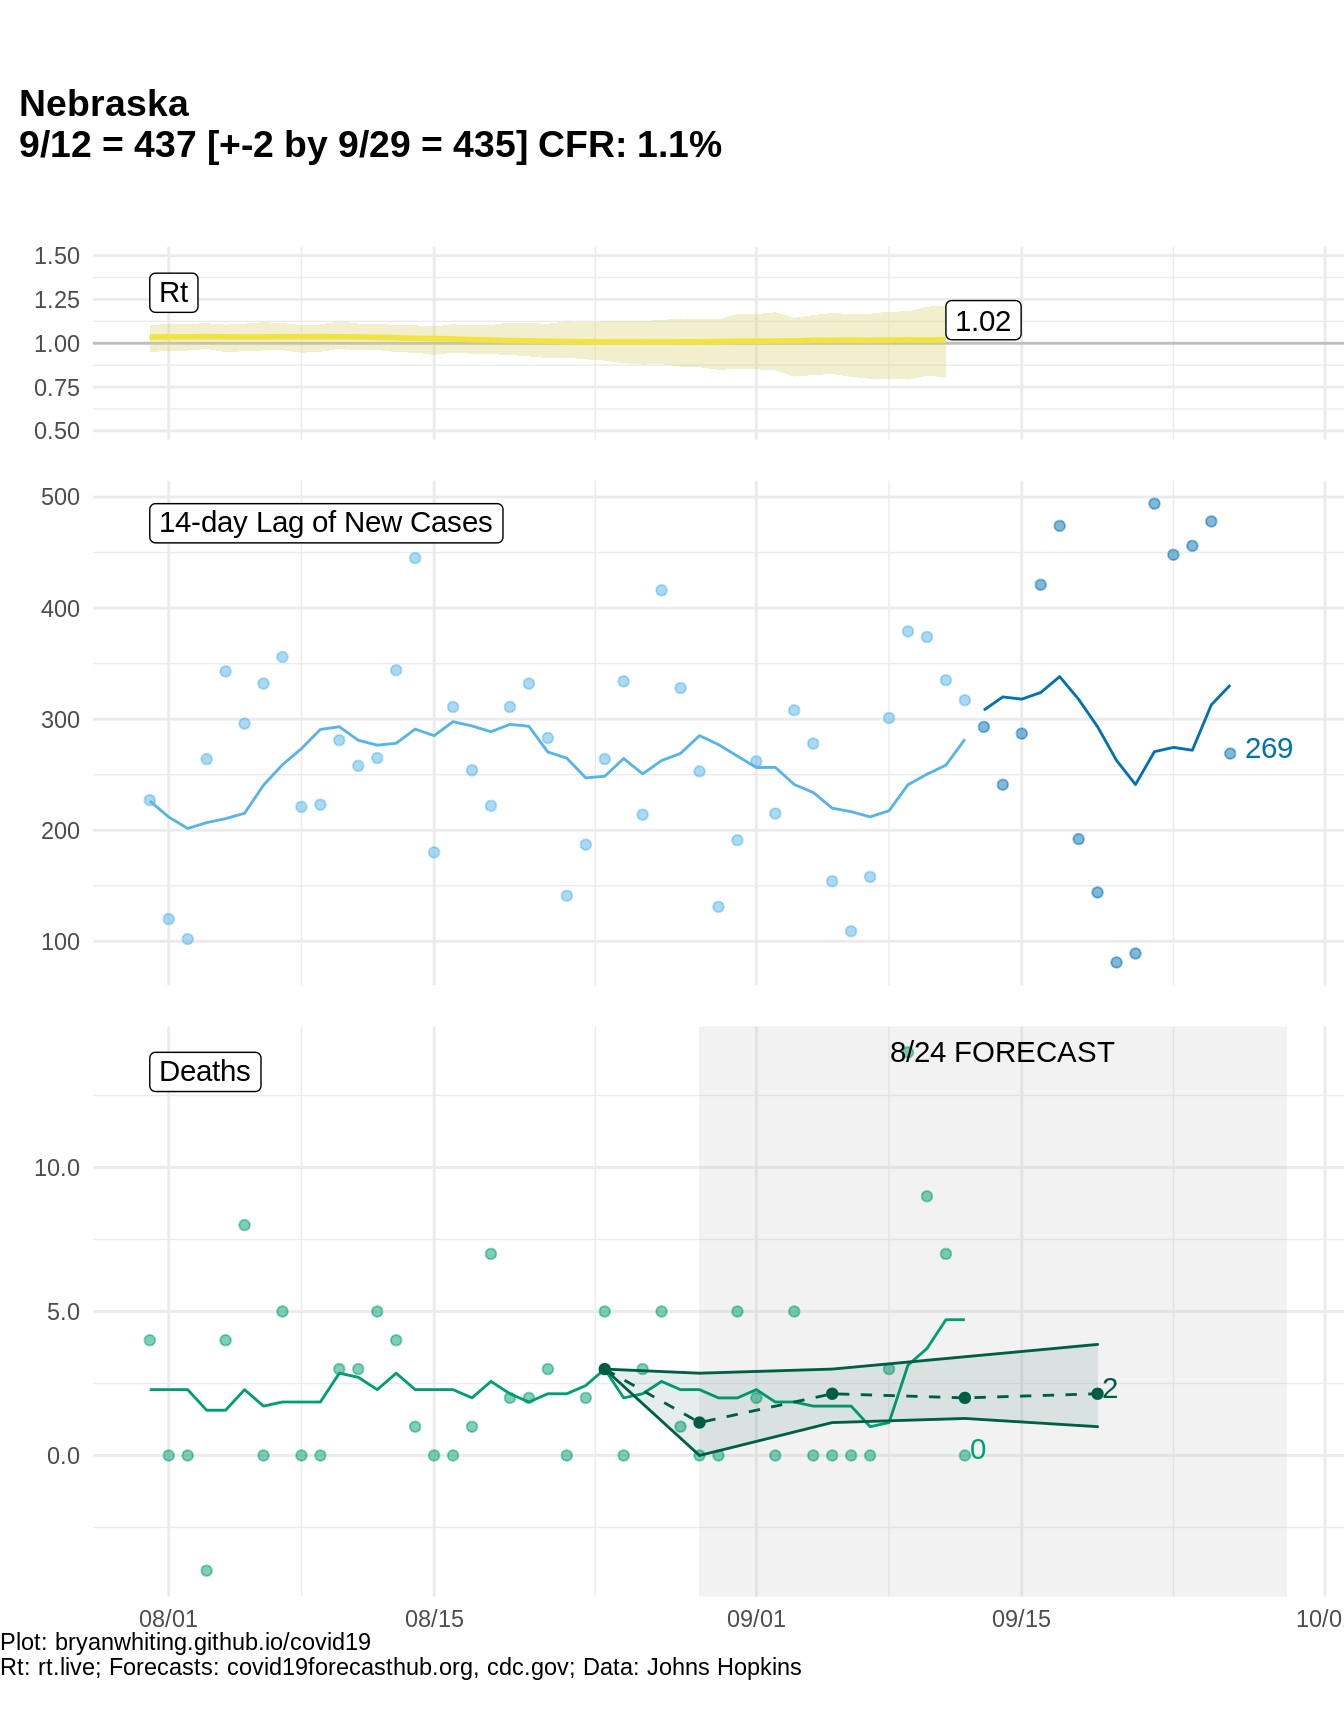 Nebraska
9/12 = 437 [+-2 by 9/29 = 435] CFR: 1.1%
1.50
1.25
1.00
0.75
0.50
Rt
1.02
500
400
300
200
100
14-day Lag of New Cases
269
Deaths
8/24 FORECAST
10.0
5.0
0.0
2
0
08/01
08/15
09/01
09/15
10/0
Plot: bryanwhiting.github.io/covid19
Rt: rt.live; Forecasts: covid19forecasthub.org, cdc.gov; Data: Johns Hopkins